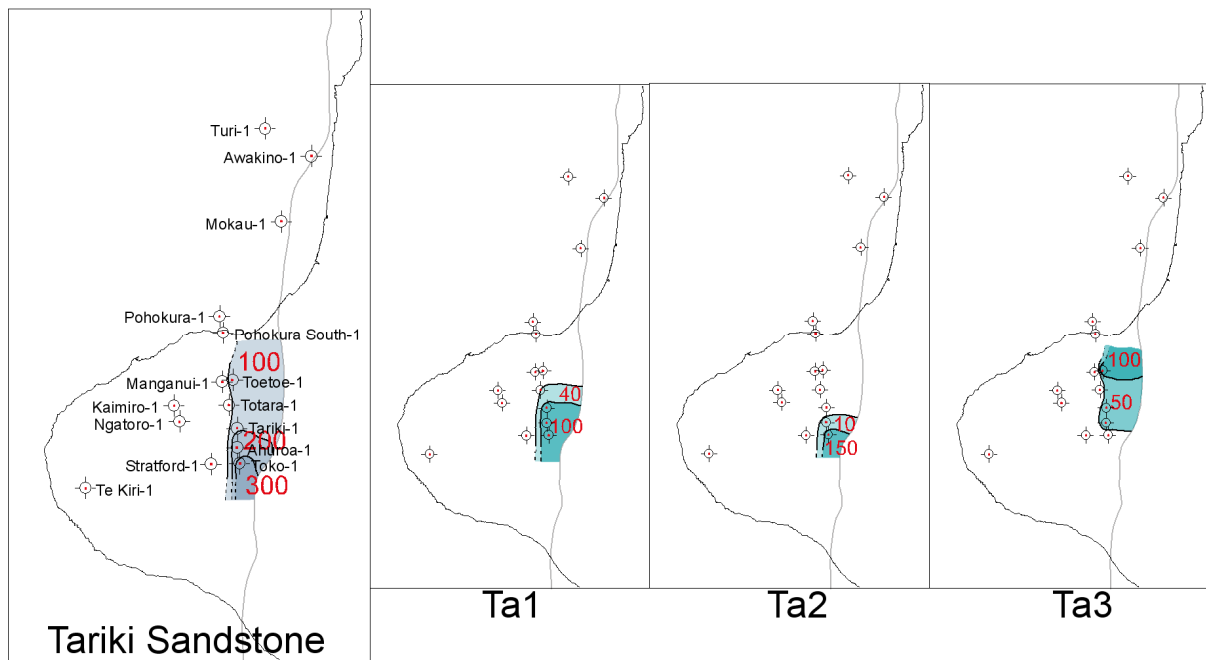 Turi-1
Awakino-1
Mokau-1
Pohokura-1
Pohokura South-1
100
Manganui-1
Toetoe-1
Kaimiro-1
Totara-1
Ngatoro-1
Tariki-1
200
Ahuroa-1
Stratford-1
Toko-1
Te Kiri-1
300
Tariki Sandstone
40
100
Ta1
10
150
Ta2
100
50
Ta3